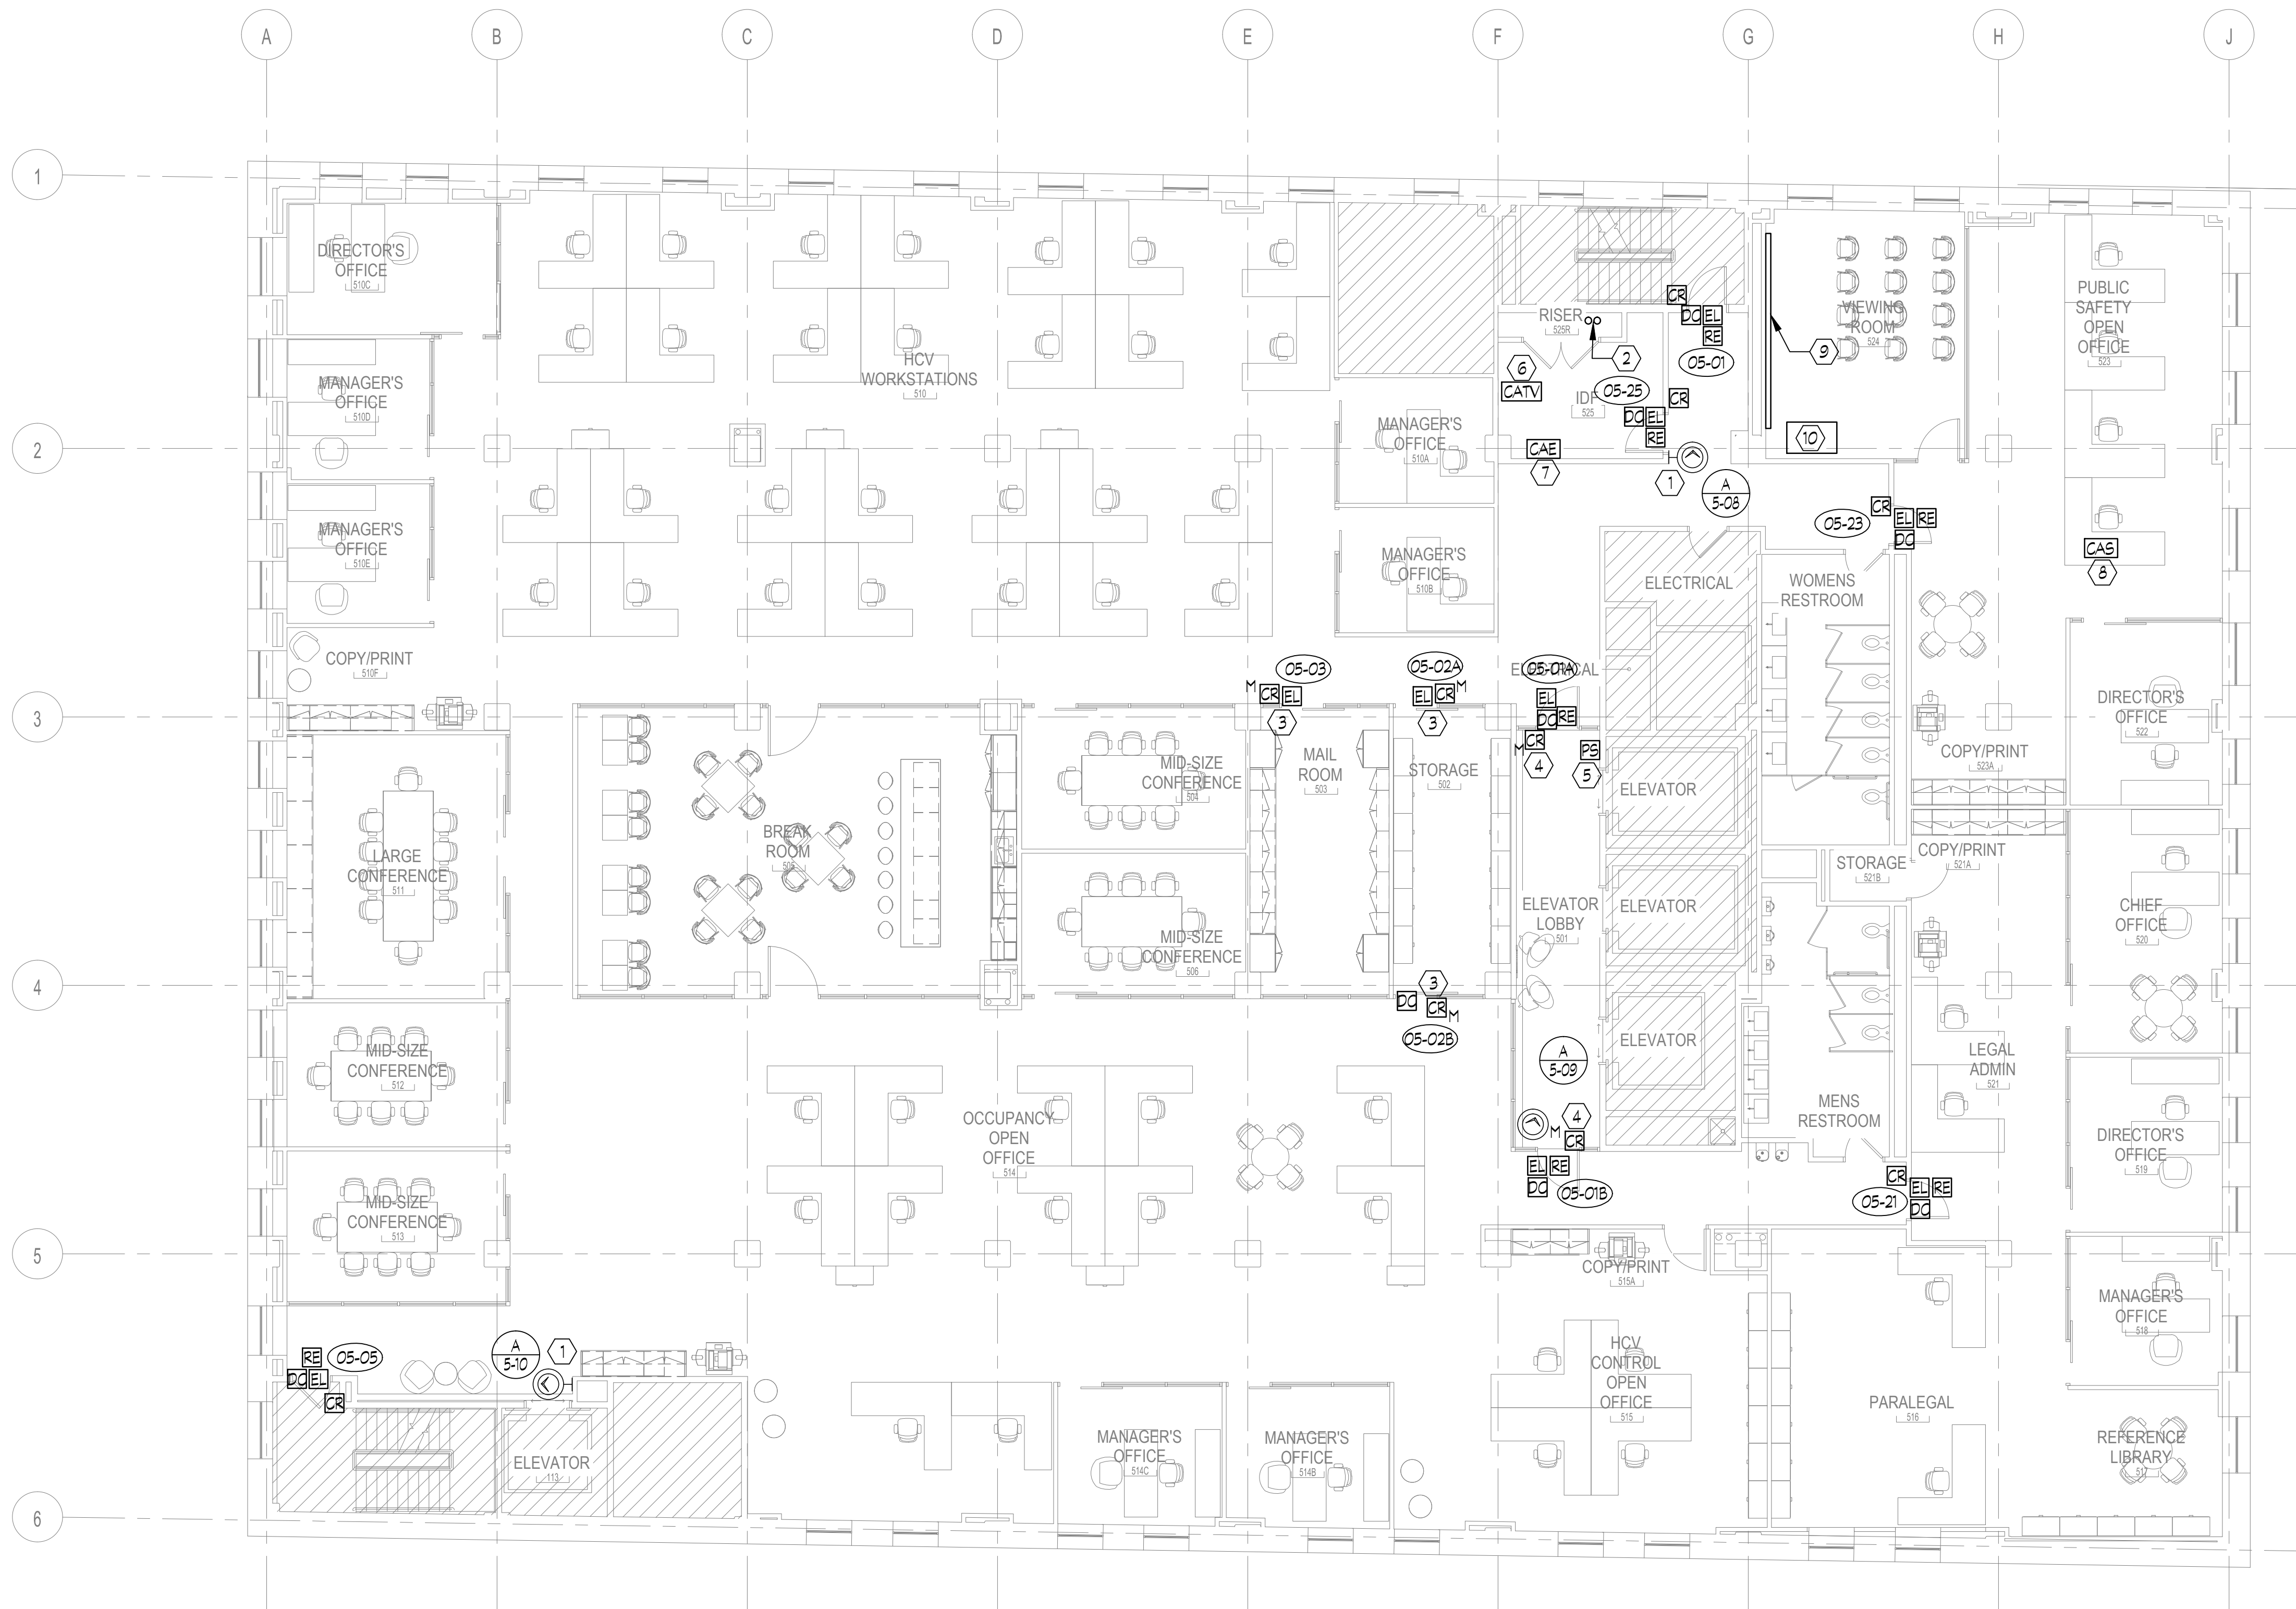 A B C D E F G H J
1
DIRECTOR'S
OFFICE
510C
HCV
WORKSTATIONS
510
RISER
525R
2
CR
DC EL
RE
05-01
VIEWING
ROOM
524
9
PUBLIC
SAFETY
OPEN
OFFICE
523
MANAGER'S
OFFICE
510D
6
CATV
IDF
525
05-25
CR
DC EL
RE
2
MANAGER'S
OFFICE
510A
CAE
7
1
A
5-08
10
MANAGER'S
OFFICE
510E
MANAGER'S
OFFICE
510B
ELECTRICAL
WOMENS
RESTROOM
05-23
CR
EL RE
DC
CAS
8
COPY/PRINT
510F
M CR EL
05-03
3
05-02A
EL CR M
3
ELECTRICAL
05-01A
EL
DC RE
M CR
4
PS
5
3
DIRECTOR'S
OFFICE
522
COPY/PRINT
523A
MID-SIZE
CONFERENCE
504
MAIL
ROOM
503
STORAGE
502
ELEVATOR
LARGE
CONFERENCE
511
BREAK
ROOM
505
COPY/PRINT
521A
STORAGE
521B
ELEVATOR
LOBBY
501
ELEVATOR
CHIEF
OFFICE
520
MID-SIZE
CONFERENCE
506
4
3
DC CR M
05-02B
MID-SIZE
CONFERENCE
512
A
5-09
ELEVATOR
LEGAL
ADMIN
521
OCCUPANCY
OPEN
OFFICE
514
4
M CR
EL RE
DC
05-01B
MENS
RESTROOM
DIRECTOR'S
OFFICE
519
MID-SIZE
CONFERENCE
513
CR
05-21
EL RE
DC
5
COPY/PRINT
515A
MANAGER'S
OFFICE
518
RE
05-05
DC EL
CR
A
5-10
1
HCV
CONTROL
OPEN
OFFICE
515
PARALEGAL
516
ELEVATOR
113
MANAGER'S
OFFICE
514C
MANAGER'S
OFFICE
514B
REFERENCE
LIBRARY
517
6